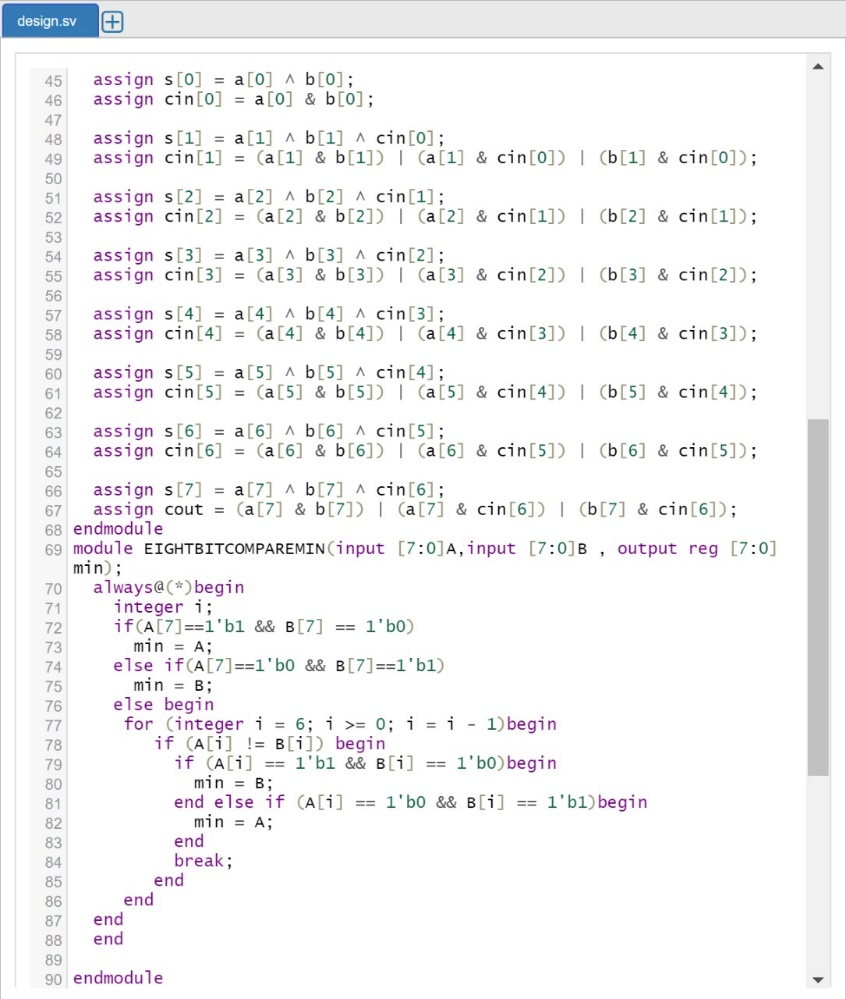 design.sv
45 assign s[0] = a[0] ^ b[0];
46 assign cin[0] = a[0] & b[0];
47
48 assign s[1] = a[1] ^ b[1] ^ cin[0];
49 assign cin[1] = (a[1] & b[1]) | (a[1] & cin[0]) | (b[1] & cin[0]);
50
51 assign s[2] = a[2] ^ b[2] ^ cin[1];
52 assign cin[2] = (a[2] & b[2]) | (a[2] & cin[1]) | (b[2] & cin[1]);
53
54 assign s[3] = a[3] ^ b[3] ^ cin[2];
55 assign cin[3] = (a[3] & b[3]) | (a[3] & cin[2]) | (b[3] & cin[2]);
56
57 assign s[4] = a[4] ^ b[4] ^ cin[3];
58 assign cin[4] = (a[4] & b[4]) | (a[4] & cin[3]) | (b[4] & cin[3]);
59
60 assign s[5] = a[5] ^ b[5] ^ cin[4];
61 assign cin[5] = (a[5] & b[5]) | (a[5] & cin[4]) | (b[5] & cin[4]);
62
63 assign s[6] = a[6] ^ b[6] ^ cin[5];
64 assign cin[6] = (a[6] & b[6]) | (a[6] & cin[5]) | (b[6] & cin[5]);
65
66 assign s[7] = a[7] ^ b[7] ^ cin[6];
67 assign cout = (a[7] & b[7]) | (a[7] & cin[6]) | (b[7] & cin[6]);
68 endmodule
69 module EIGHTBITCOMPAREMIN(input [7:0]A,input [7:0]B , output reg [7:0]
min);
70 always@(*)begin
71 integer i;
72 if(A[7]==1'b1 && B[7] == 1'b0)
73 min = A;
74 else if(A[7]==1'b0 && B[7]==1'b1)
75 min = B;
76 else begin
77 for (integer i = 6; i >= 0; i = i - 1)begin
78 if (A[i] != B[i]) begin
79 if (A[i] == 1'b1 && B[i] == 1'b0)begin
80 min = B;
81 end else if (A[i] == 1'b0 && B[i] == 1'b1)begin
82 min = A;
83 end
84 break;
85 end
86 end
87 end
88 end
89
90 endmodule